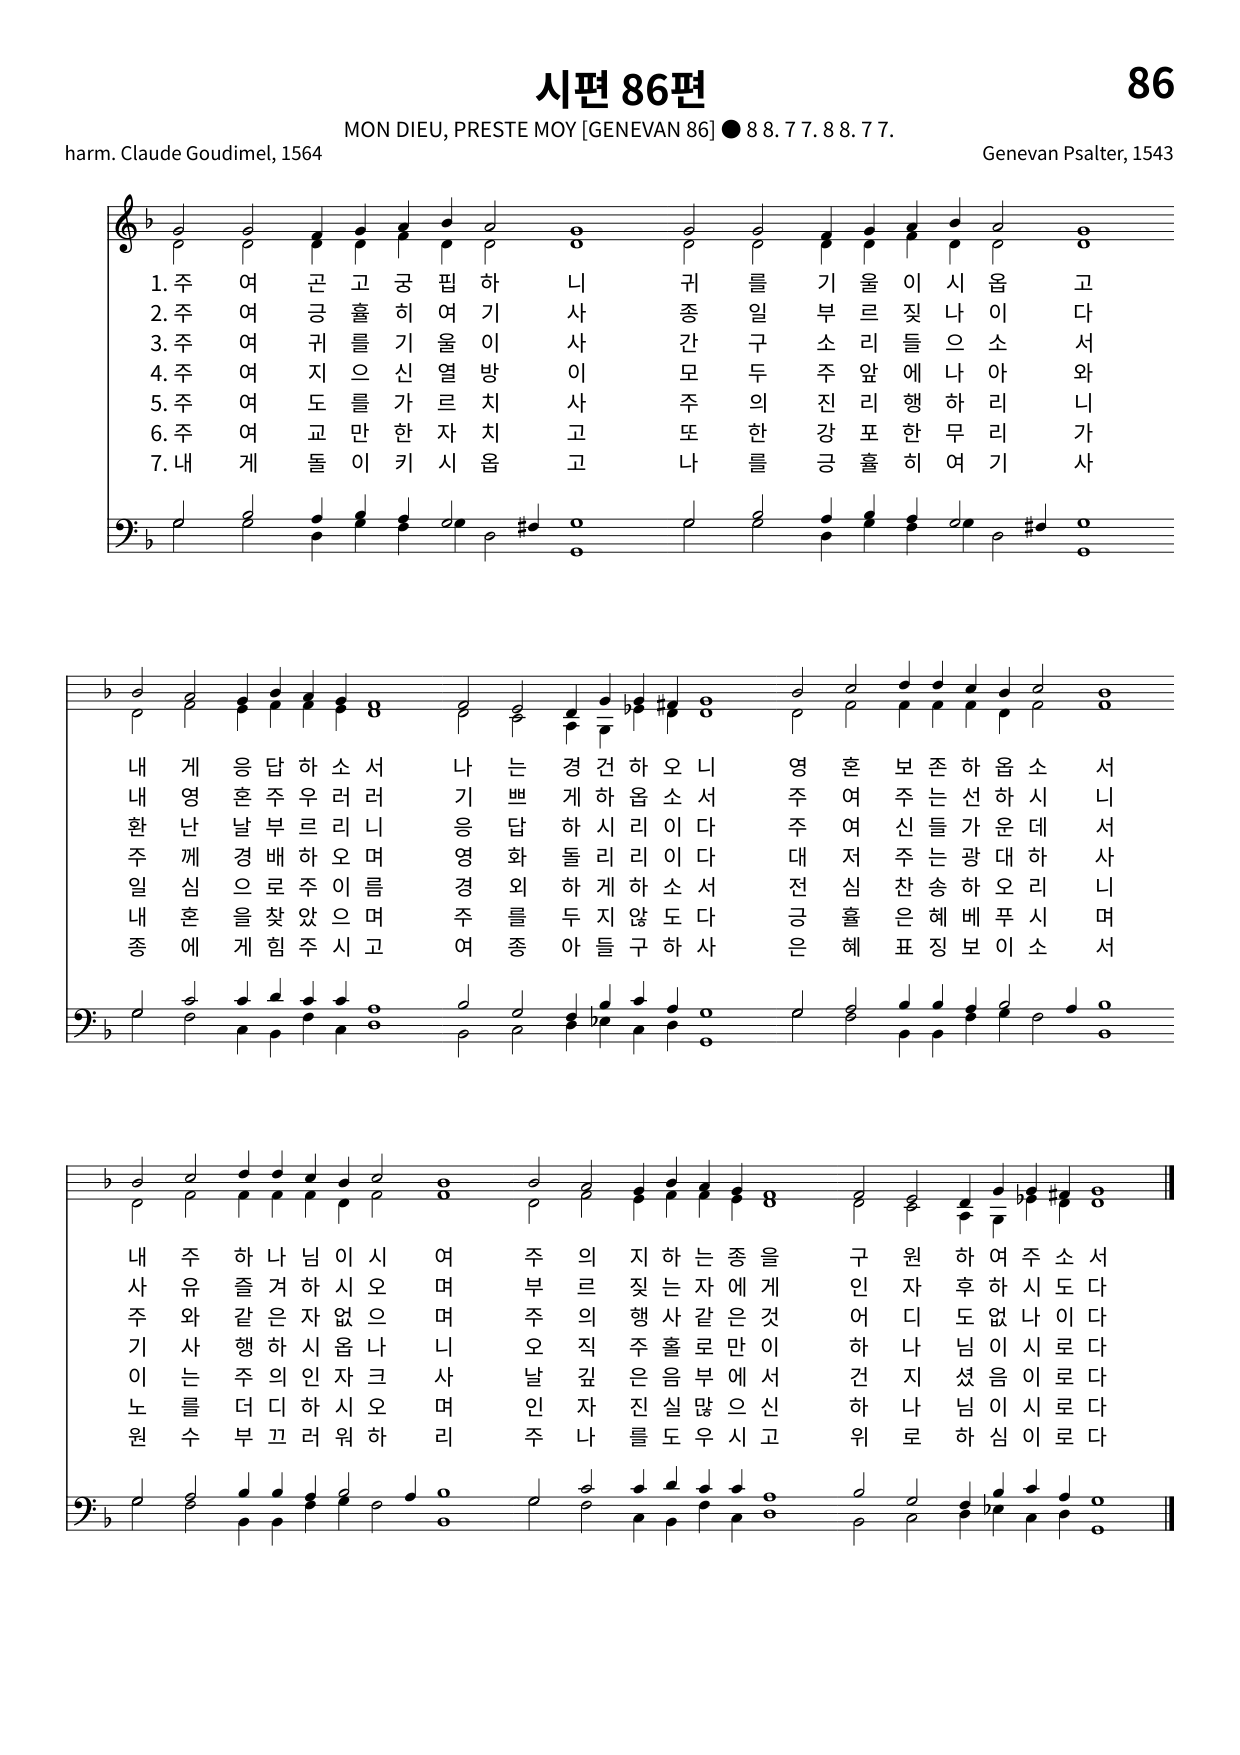 86
시편 86편
MON DIEU, PRESTE MOY [GENEVAN 86] ● 8 8. 7 7. 8 8. 7 7.
harm. Claude Goudimel, 1564 Genevan Psalter, 1543
1. 주 여 곤 고 궁 핍 하 니 귀 를 기 울 이 시 옵 고
2. 주 여 긍 휼 히 여 기 사 종 일 부 르 짖 나 이 다
3. 주 여 귀 를 기 울 이 사 간 구 소 리 들 으 소 서
4. 주 여 지 으 신 열 방 이 모 두 주 앞 에 나 아 와
5. 주 여 도 를 가 르 치 사 주 의 진 리 행 하 리 니
6. 주 여 교 만 한 자 치 고 또 한 강 포 한 무 리 가
7. 내 게 돌 이 키 시 옵 고 나 를 긍 휼 히 여 기 사
내 게 응 답 하 소 서 나 는 경 건 하 오 니 영 혼 보 존 하 옵 소 서
내 영 혼 주 우 러 러 기 쁘 게 하 옵 소 서 주 여 주 는 선 하 시 니
환 난 날 부 르 리 니 응 답 하 시 리 이 다 주 여 신 들 가 운 데 서
주 께 경 배 하 오 며 영 화 돌 리 리 이 다 대 저 주 는 광 대 하 사
일 심 으 로 주 이 름 경 외 하 게 하 소 서 전 심 찬 송 하 오 리 니
내 혼 을 찾 았 으 며 주 를 두 지 않 도 다 긍 휼 은 혜 베 푸 시 며
종 에 게 힘 주 시 고 여 종 아 들 구 하 사 은 혜 표 징 보 이 소 서
내 주 하 나 님 이 시 여 주 의 지 하 는 종 을 구 원 하 여 주 소 서
사 유 즐 겨 하 시 오 며 부 르 짖 는 자 에 게 인 자 후 하 시 도 다
주 와 같 은 자 없 으 며 주 의 행 사 같 은 것 어 디 도 없 나 이 다
기 사 행 하 시 옵 나 니 오 직 주 홀 로 만 이 하 나 님 이 시 로 다
이 는 주 의 인 자 크 사 날 깊 은 음 부 에 서 건 지 셨 음 이 로 다
노 를 더 디 하 시 오 며 인 자 진 실 많 으 신 하 나 님 이 시 로 다
원 수 부 끄 러 워 하 리 주 나 를 도 우 시 고 위 로 하 심 이 로 다